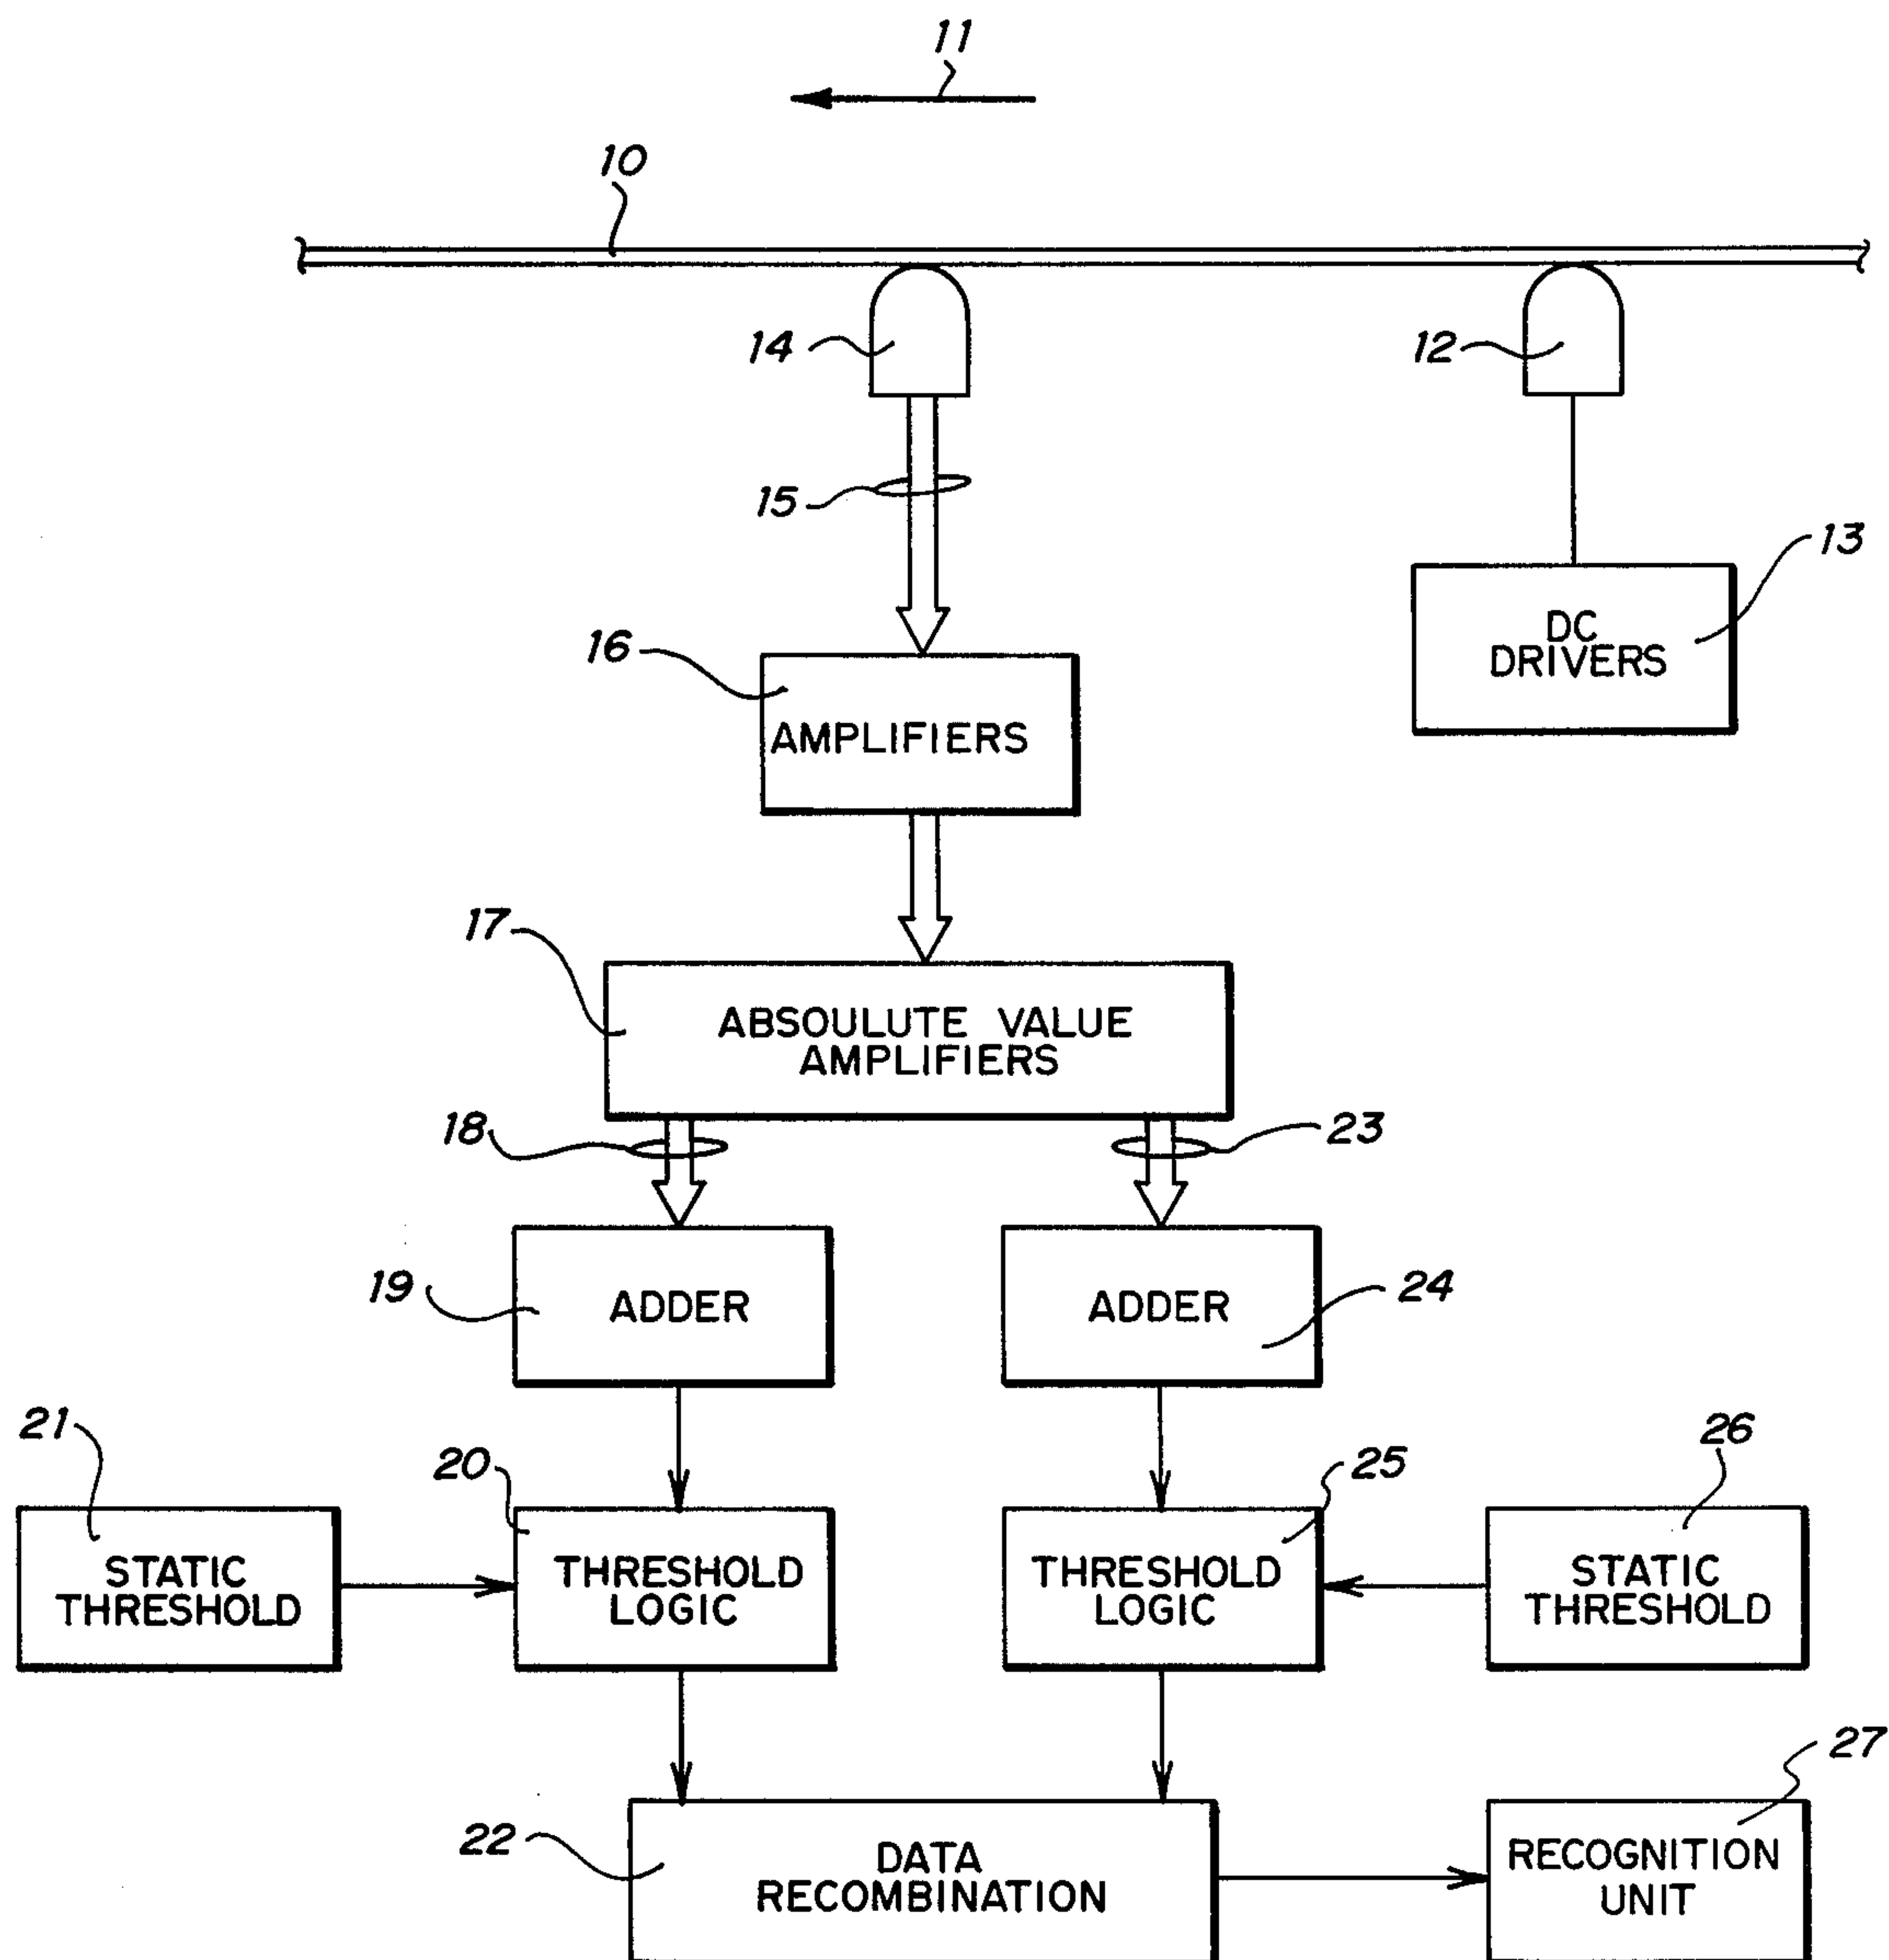 11
10
14
12
15
13
DC
DRIVERS
16
AMPLIFIERS
17
ABSOULUTE VALUE
AMPLIFIERS
18
23
19
ADDER
ADDER
24
21
20
25
26
STATIC
THRESHOLD
THRESHOLD
LOGIC
THRESHOLD
LOGIC
STATIC
THRESHOLD
27
22
DATA
RECOMBINATION
RECOGNITION
UNIT